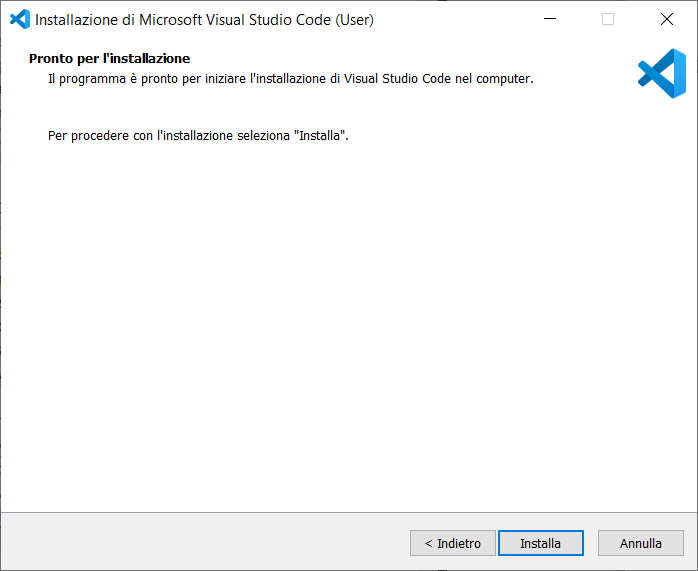 Installazione di Microsoft Visual Studio Code (User)
Pronto per l'installazione
Il programma è pronto per iniziare l'installazione di Visual Studio Code nel computer.
Per procedere con l'installazione seleziona "Installa".
< Indietro
Installa
Annulla